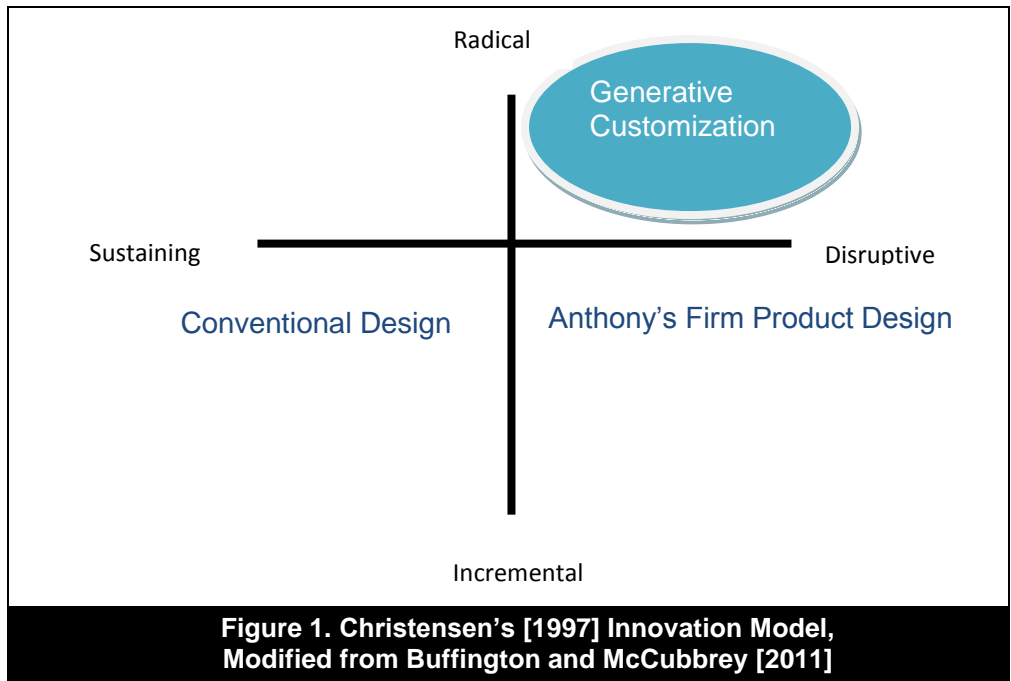 Radical
Generative
Customization
Sustaining
Disruptive
Conventional Design
Anthony’s Firm Product Design
Incremental
Figure 1. Christensen’s [1997] Innovation Model,
Modified from Buffington and McCubbrey [2011]